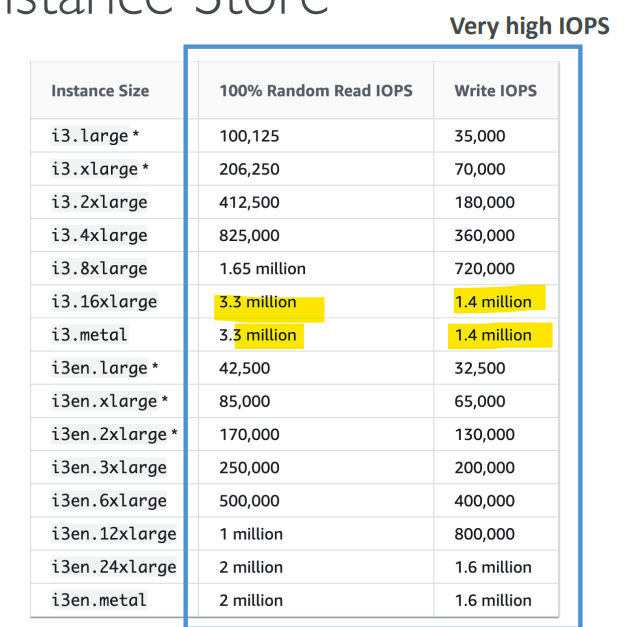 nstance Store
Very high IOPS
Instance Size 100% Random Read IOPS Write IOPS
i3.large * 100,125 35,000
i3.xlarge * 206,250 70,000
i3.2xlarge 412,500 180,000
i3.4xlarge 825,000 360,000
i3.8xlarge 1.65 million 720,000
i3.16xlarge 3.3 million 1.4 million
i3.metal 3.3 million 1.4 million
i3en.large * 42,500 32,500
i3en.xlarge * 85,000 65,000
i3en.2xlarge * 170,000 130,000
i3en.3xlarge 250,000 200,000
i3en.6xlarge 500,000 400,000
i3en.12xlarge 1 million 800,000
i3en.24xlarge 2 million 1.6 million
i3en.metal 2 million 1.6 million